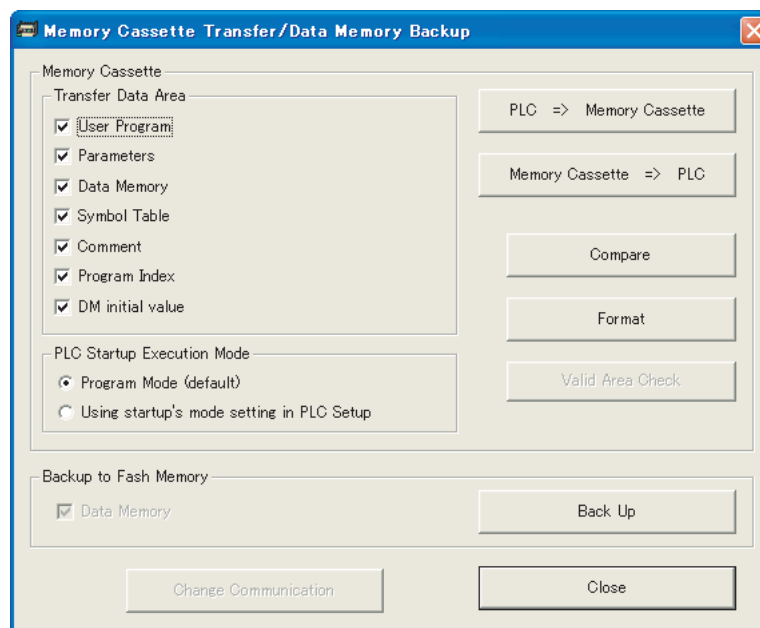 Memory Cassette Transfer/Data Memory Backup
Memory Cassette
Transfer Data Area
User Program
Parameters
Data Memory
Symbol Table
Comment
Program Index
DM initial value
PLC => Memory Cassette
Memory Cassette => PLC
Compare
Format
Valid Area Check
PLC Startup Execution Mode
Program Mode (default)
Using startup's mode setting in PLC Setup
Backup to Fash Memory
Data Memory
Back Up
Change Communication
Close